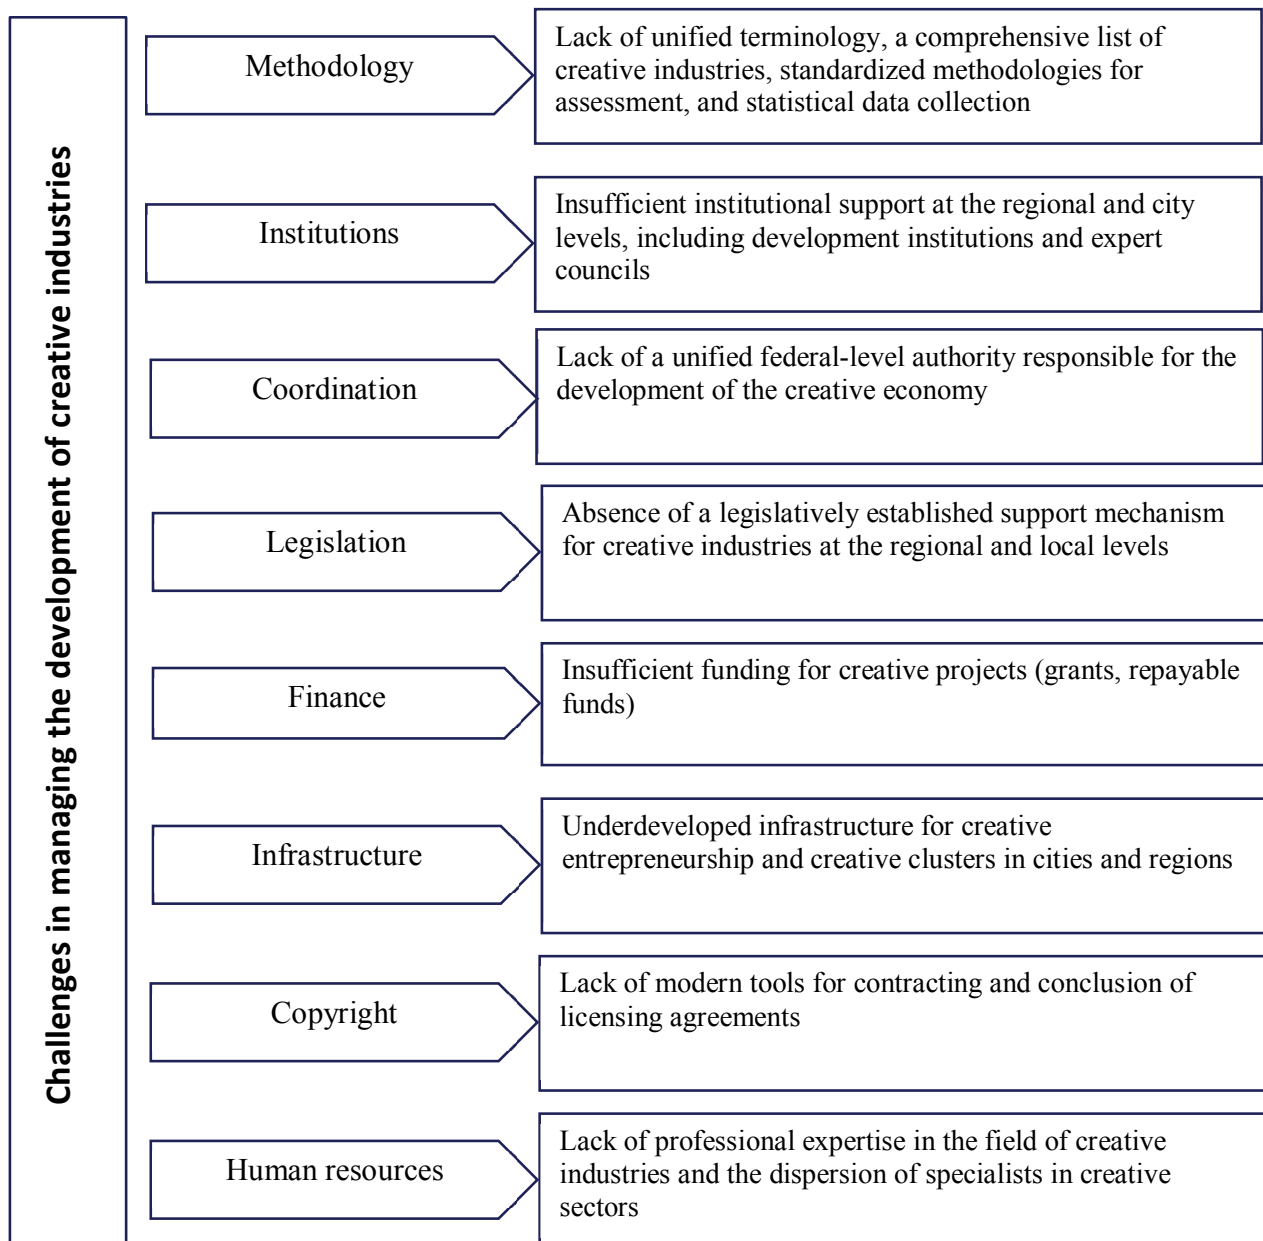 Challenges in managing the development of creative industries
Methodology
Lack of unified terminology, a comprehensive list of
creative industries, standardized methodologies for
assessment, and statistical data collection
Institutions
Insufficient institutional support at the regional and city
levels, including development institutions and expert
councils
Coordination
Lack of a unified federal-level authority responsible for the
development of the creative economy
Legislation
Absence of a legislatively established support mechanism
for creative industries at the regional and local levels
Finance
Insufficient funding for creative projects (grants, repayable
funds)
Infrastructure
Underdeveloped infrastructure for creative
entrepreneurship and creative clusters in cities and regions
Copyright
Lack of modern tools for contracting and conclusion of
licensing agreements
Human resources
Lack of professional expertise in the field of creative
industries and the dispersion of specialists in creative
sectors